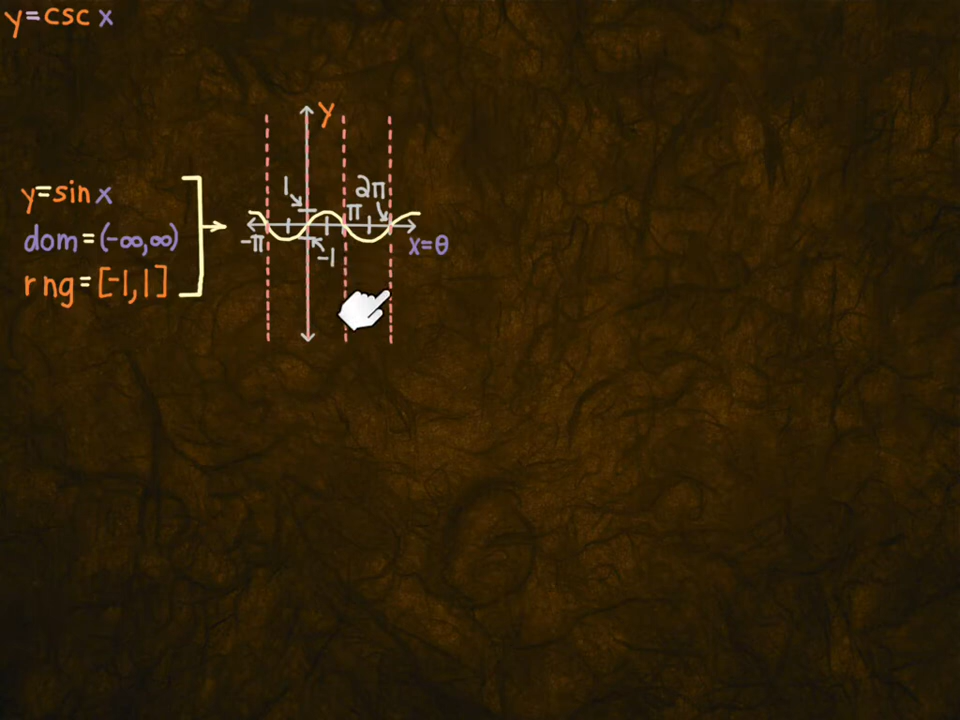 y=csc x
y
1
2π
y=sin x
π
dom=(-∞,∞)
-π
x=θ
-1
rng=[-1,1]